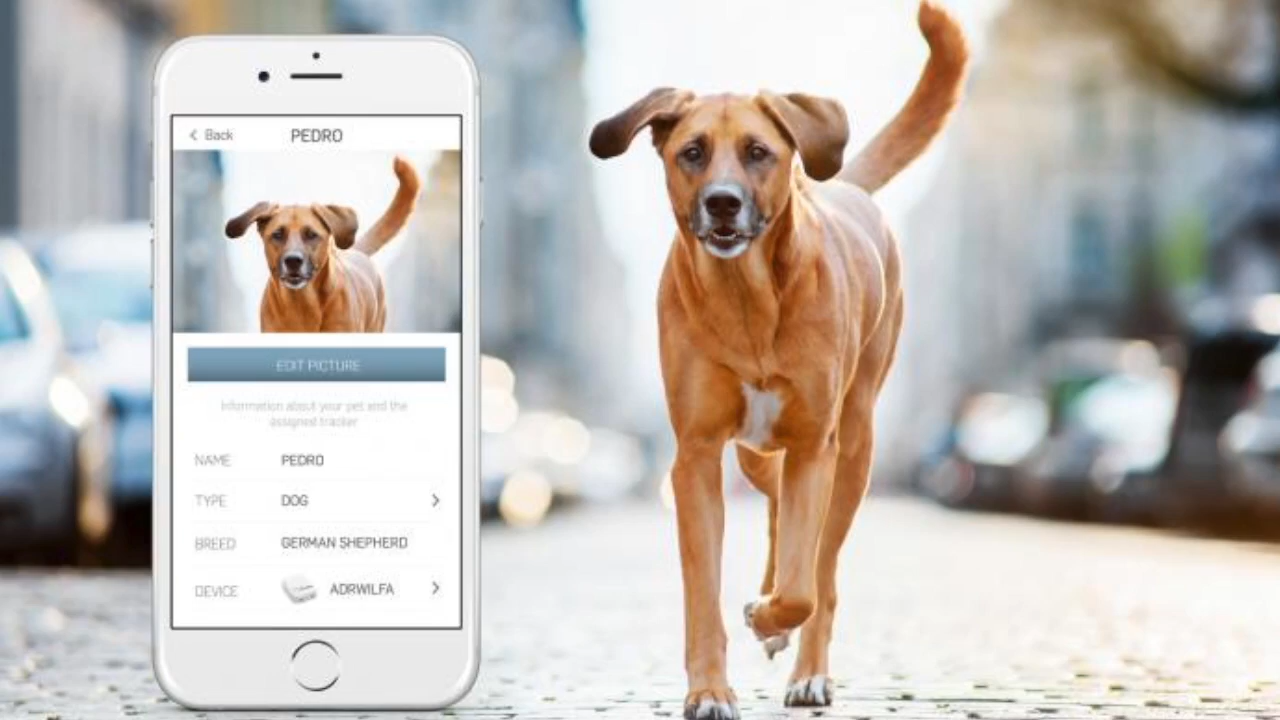 Back PEDRO
EDIT PICTURE
Information about your pet and the
assigned tracker
NAME PEDRO
TYPE DOG
BREED GERMAN SHEPHERD
DEVICE ADRWILFA